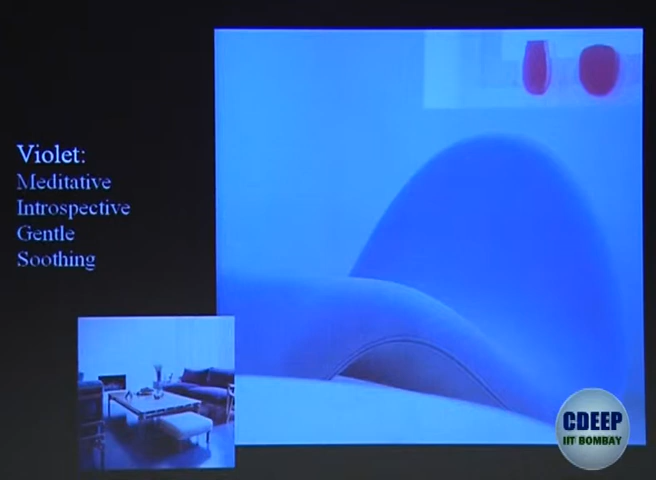 Violet:
Meditative
Introspective
Gentle
Soothing
CDEEP
IIT BOMBAY